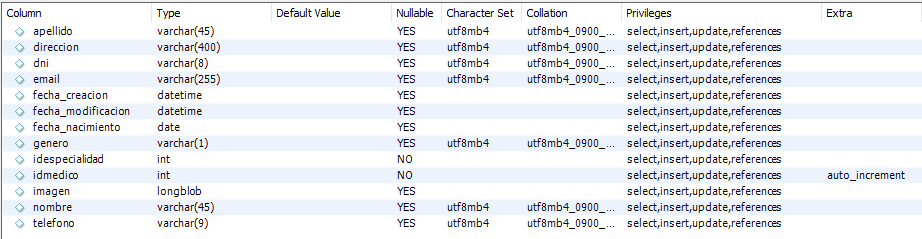 Column Type Default Value Nullable Character Set Collation Privileges Extra
apellido varchar(45) YES utf8mb4 utf8mb4_0900_... select,insert,update,references
direccion varchar(400) YES utf8mb4 utf8mb4_0900_... select,insert,update,references
dni varchar(8) YES utf8mb4 utf8mb4_0900_... select,insert,update,references
email varchar(255) YES utf8mb4 utf8mb4_0900_... select,insert,update,references
fecha_creacion datetime YES select,insert,update,references
fecha_modificacion datetime YES select,insert,update,references
fecha_nacimiento date YES select,insert,update,references
genero varchar(1) YES utf8mb4 utf8mb4_0900_... select,insert,update,references
idespecialidad int NO select,insert,update,references
idmedico int NO select,insert,update,references auto_increment
imagen longblob YES select,insert,update,references
nombre varchar(45) YES utf8mb4 utf8mb4_0900_... select,insert,update,references
telefono varchar(9) YES utf8mb4 utf8mb4_0900_... select,insert,update,references